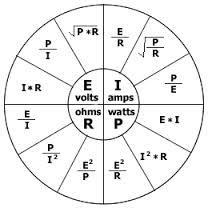 √P*R E/R
P/I √P/R
I*R E I P/E
volts amps
ohms watts
E/I R P E*I
P/I² I²*R
E²/P E²/R